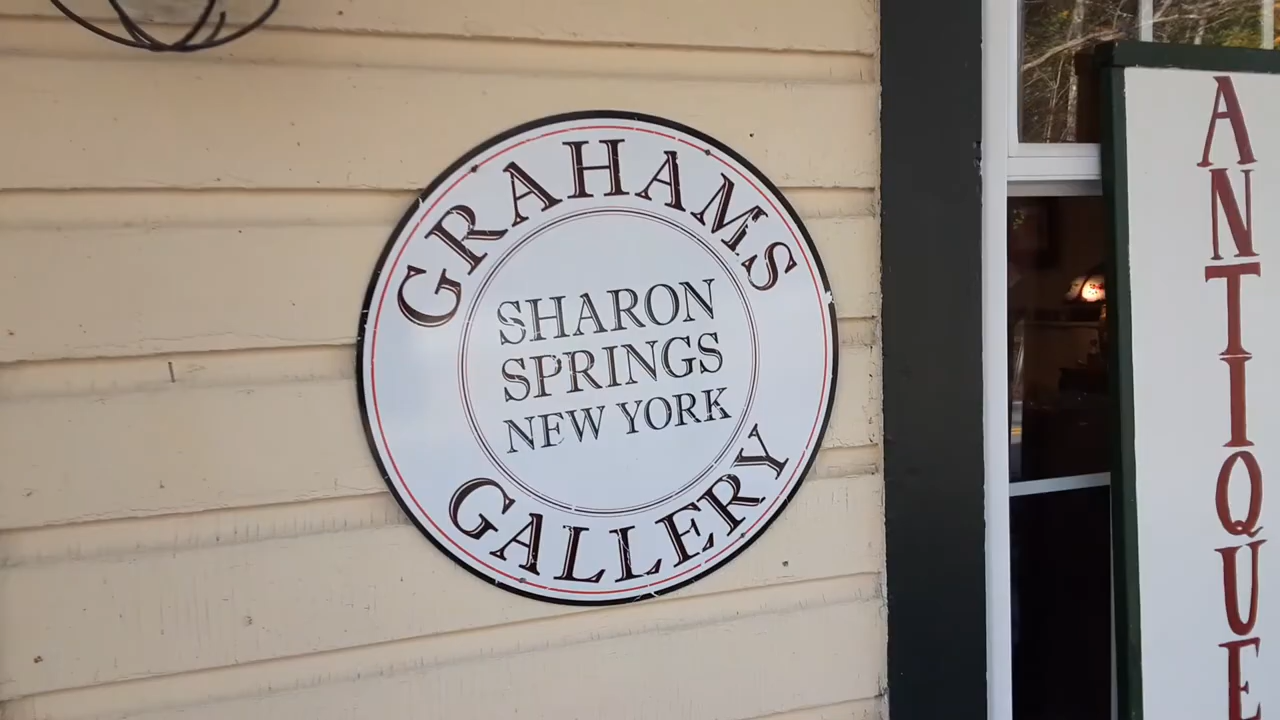 GRAHAMS
SHARON
SPRINGS
NEW YORK
GALLERY
ANTIQUE